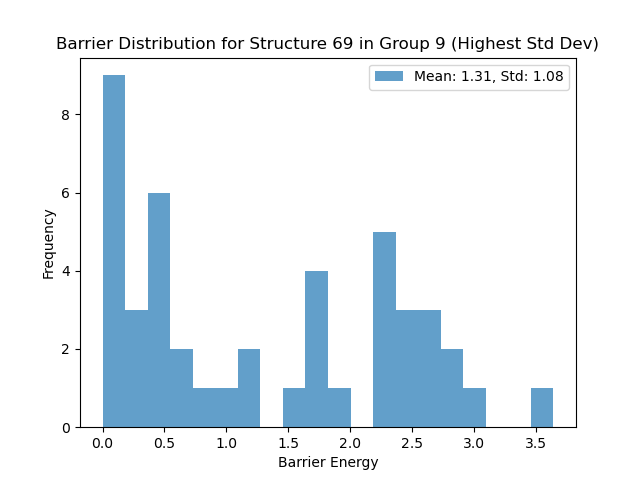 Barrier Distribution for Structure 69 in Group 9 (Highest Std Dev)
Mean: 1.31, Std: 1.08
Frequency
8
6
4
2
0
0.0 0.5 1.0 1.5 2.0 2.5 3.0 3.5
Barrier Energy